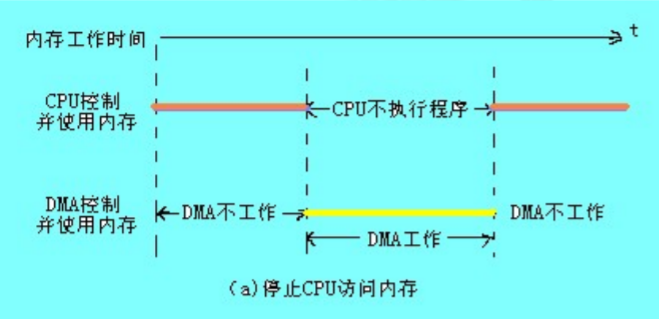 内存工作时间
t
CPU控制
并使用内存
CPU不执行程序
DMA控制
并使用内存
DMA不工作
DMA不工作
DMA工作
(a)停止CPU访问内存